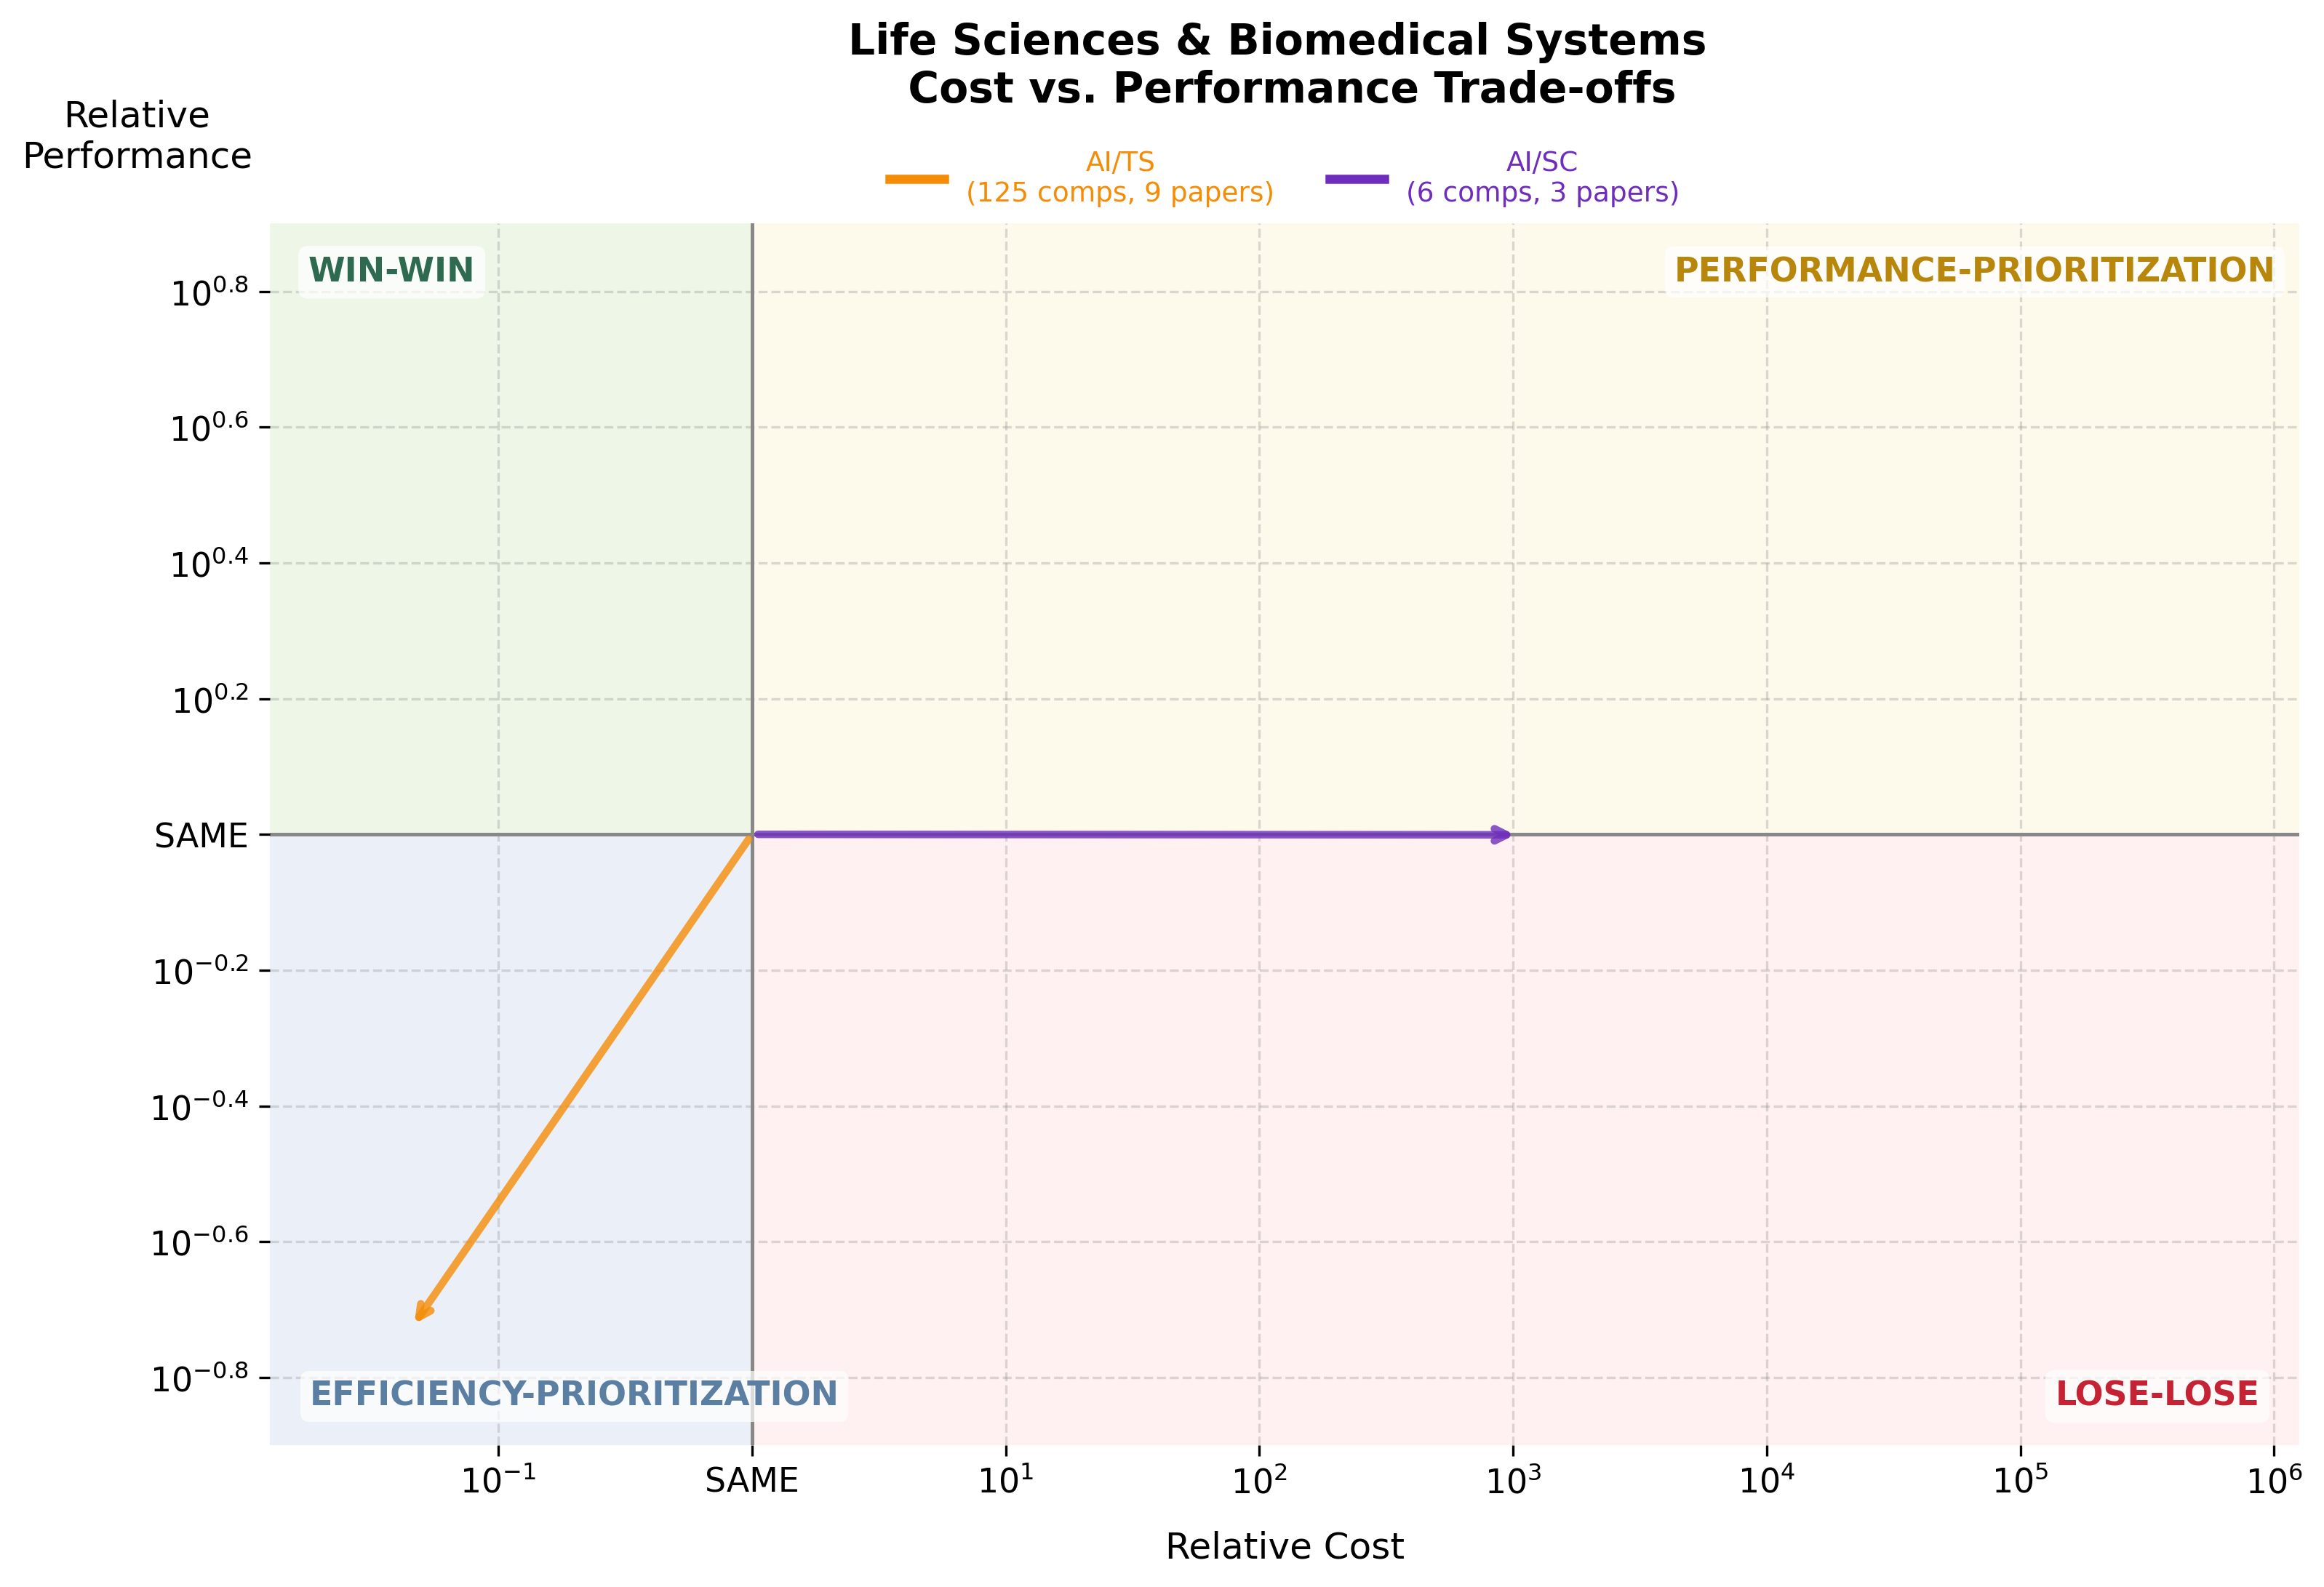 Life Sciences & Biomedical Systems
Cost vs. Performance Trade-offs
Relative
Performance
AI/TS
(125 comps, 9 papers)
AI/SC
(6 comps, 3 papers)
WIN-WIN
PERFORMANCE-PRIORITIZATION
10^0.8
10^0.6
10^0.4
10^0.2
SAME
10^−0.2
10^−0.4
10^−0.6
10^−0.8
EFFICIENCY-PRIORITIZATION
LOSE-LOSE
10^−1 SAME 10^1 10^2 10^3 10^4 10^5 10^6
Relative Cost